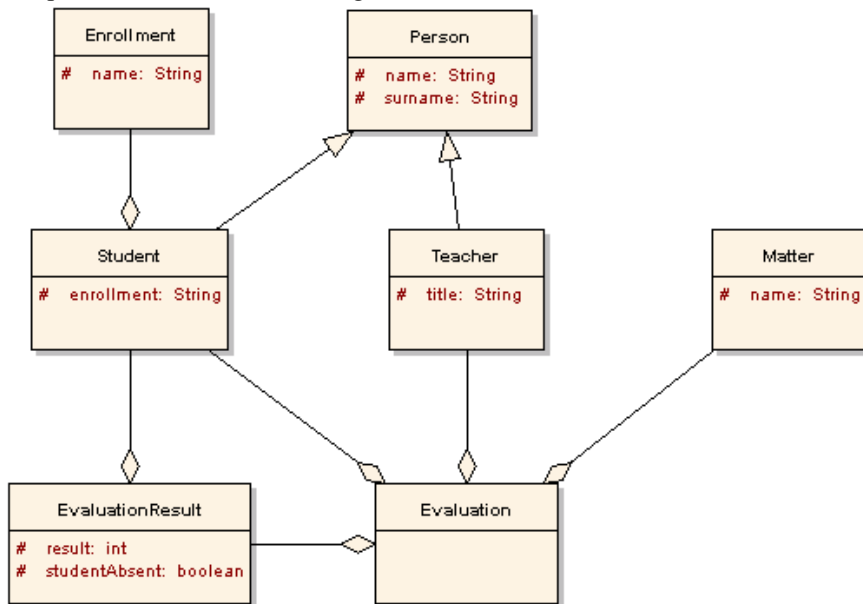 Enrollment
# name: String
Person
# name: String
# surname: String
Student
# enrollment: String
Teacher
# title: String
Matter
# name: String
EvaluationResult
# result: int
# studentAbsent: boolean
Evaluation